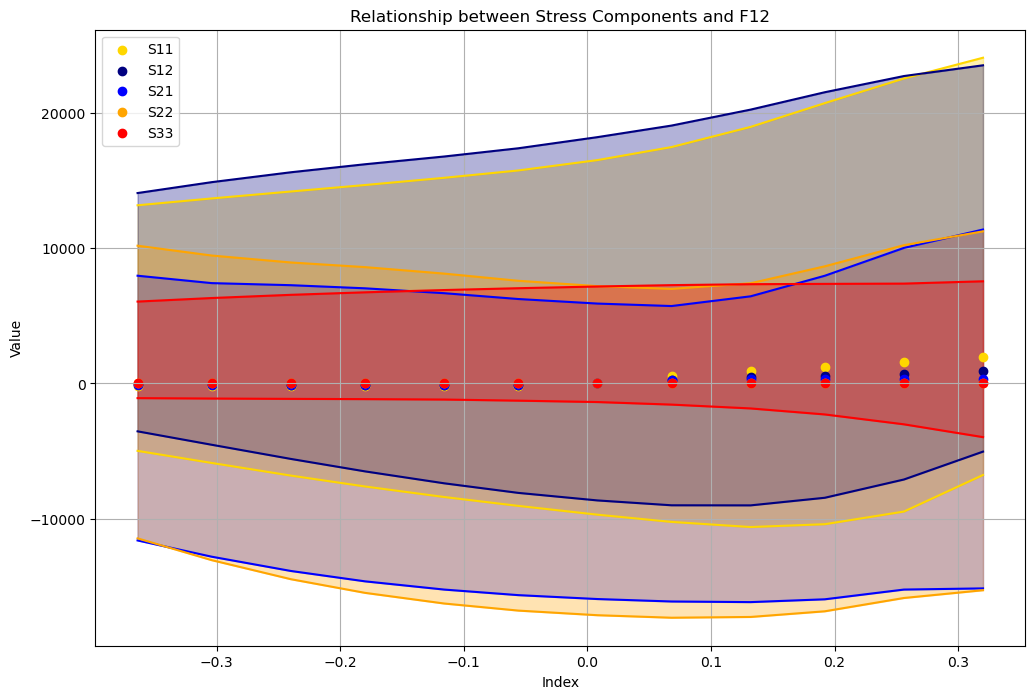 Relationship between Stress Components and F12
S11
S12
S21
S22
S33
Value
20000
10000
0
−10000
−0.3
−0.2
−0.1
0.0
0.1
0.2
0.3
Index